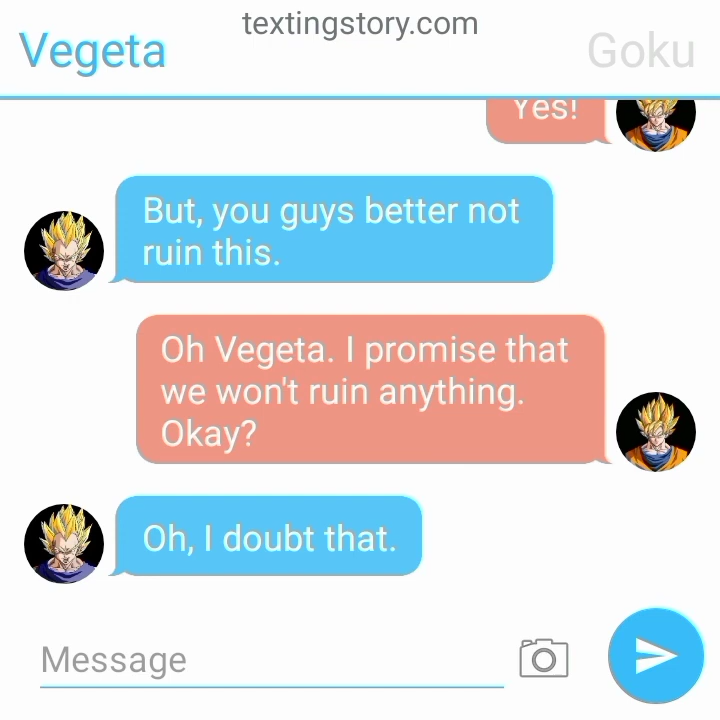 textingstory.com
Vegeta
Goku
Yes!
But, you guys better not
ruin this.
Oh Vegeta. I promise that
we won't ruin anything.
Okay?
Oh, I doubt that.
Message